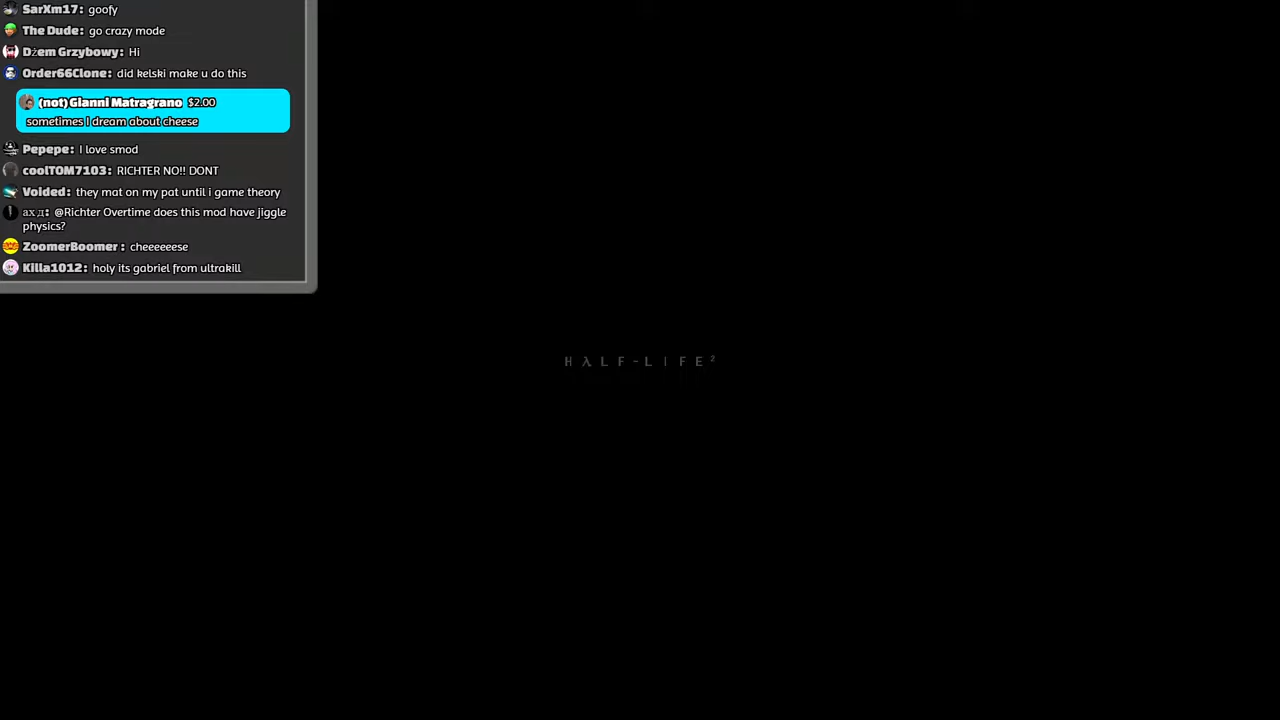 SarXm17: goofy
The Dude: go crazy mode
Dżem Grzybowy: Hi
Order66Clone: did kelski make u do this
(not) Gianni Matragrano $2.00
sometimes I dream about cheese
Pepepe: I love smod
coolTOM7103: RICHTER NO!! DONT
Voided: they mat on my pat until i game theory
ах д: @Richter Overtime does this mod have jiggle
physics?
ZoomerBoomer : cheeeeeese
Killa1012: holy its gabriel from ultrakill
HλLF-LIFE²